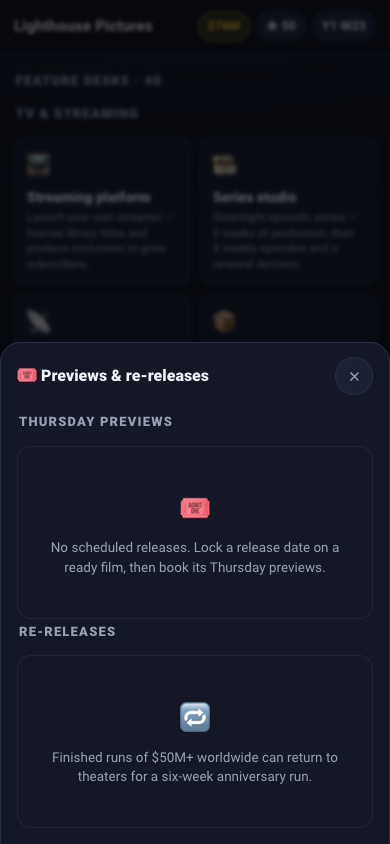 Lighthouse Pictures
$76M
★ 50
Y1·W23
FEATURE DESKS · 40
TV & STREAMING
Streaming platform
Series studio
Launch your own streamer —
license library titles and
produce exclusives to grow
subscribers.
Greenlight episodic series —
6 weeks of production, then
8 weekly episodes and a
renewal decision.
Previews & re-releases
×
THURSDAY PREVIEWS
ADMIT
ONE
No scheduled releases. Lock a release date on a
ready film, then book its Thursday previews.
RE-RELEASES
Finished runs of $50M+ worldwide can return to
theaters for a six-week anniversary run.